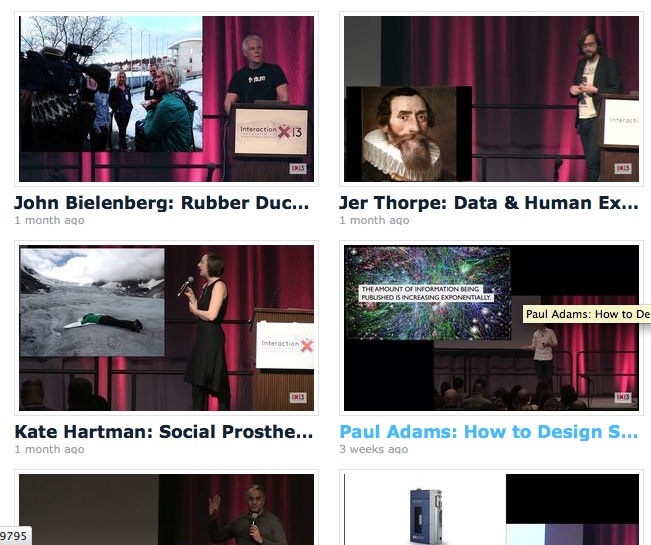 Interaction X 13
IX13
John Bielenberg: Rubber Duc...
1 month ago
Interacti
IX13
Jer Thorpe: Data & Human Ex...
1 month ago
Interaction X
IX13
Kate Hartman: Social Prosthe...
1 month ago
THE AMOUNT OF INFORMATION BEING
PUBLISHED IS INCREASING EXPONENTIALLY.
Paul Adams: How to De
IX13
Paul Adams: How to Design S...
3 weeks ago
9795